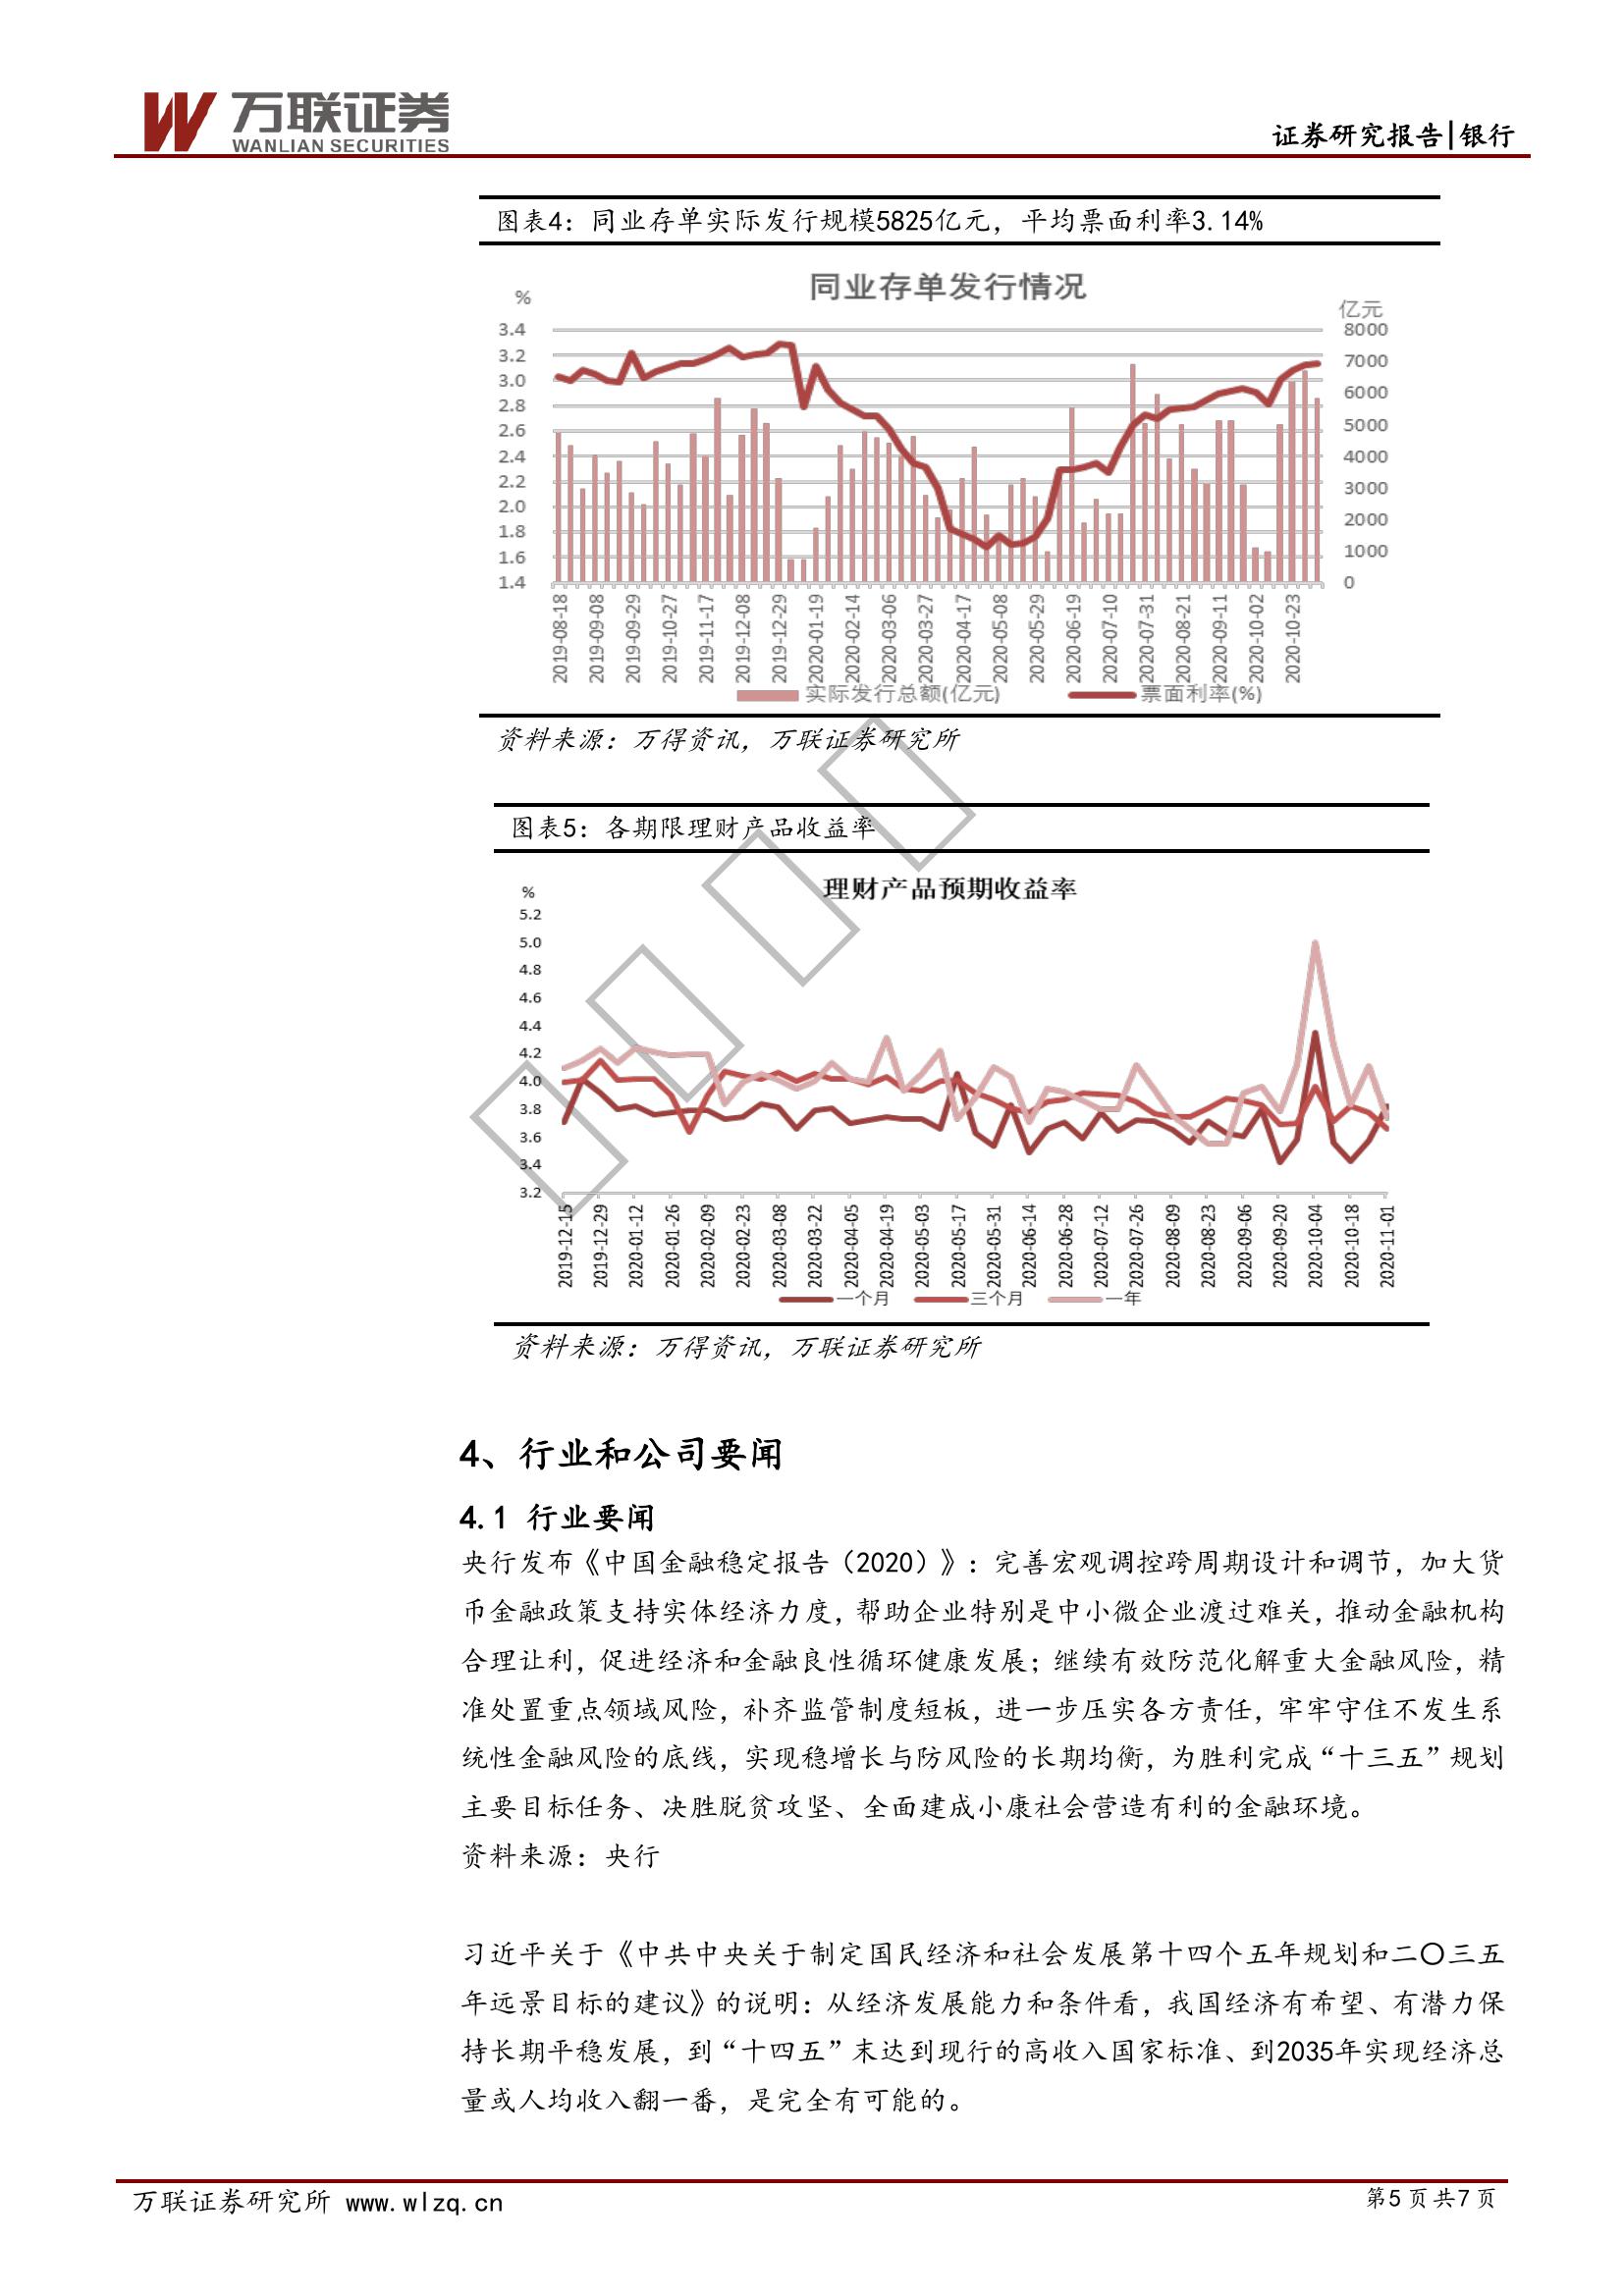 万联证券
WANLIAN SECURITIES
证券研究报告|银行
图表4：同业存单实际发行规模5825亿元，平均票面利率3.14%
同业存单发行情况
%
亿元
3.4
3.2
3.0
2.8
2.6
2.4
2.2
2.0
1.8
1.6
1.4
8000
7000
6000
5000
4000
3000
2000
1000
0
2019-08-18
2019-09-08
2019-09-29
2019-10-27
2019-11-17
2019-12-08
2019-12-29
2020-01-19
2020-02-14
2020-03-06
2020-03-27
2020-04-17
2020-05-08
2020-05-29
2020-06-19
2020-07-10
2020-07-31
2020-08-21
2020-09-11
2020-10-02
2020-10-23
实际发行总额(亿元)
票面利率(%)
资料来源：万得资讯，万联证券研究所
图表5：各期限理财产品收益率
理财产品预期收益率
%
5.2
5.0
4.8
4.6
4.4
4.2
4.0
3.8
3.6
3.4
3.2
2019-12-15
2019-12-29
2020-01-12
2020-01-26
2020-02-09
2020-02-23
2020-03-08
2020-03-22
2020-04-05
2020-04-19
2020-05-03
2020-05-17
2020-05-31
2020-06-14
2020-06-28
2020-07-12
2020-07-26
2020-08-09
2020-08-23
2020-09-06
2020-09-20
2020-10-04
2020-10-18
2020-11-01
一个月
三个月
一年
资料来源：万得资讯，万联证券研究所
4、行业和公司要闻
4.1 行业要闻
央行发布《中国金融稳定报告（2020）》：完善宏观调控跨周期设计和调节，加大货
币金融政策支持实体经济力度，帮助企业特别是中小微企业渡过难关，推动金融机构
合理让利，促进经济和金融良性循环健康发展；继续有效防范化解重大金融风险，精
准处置重点领域风险，补齐监管制度短板，进一步压实各方责任，牢牢守住不发生系
统性金融风险的底线，实现稳增长与防风险的长期均衡，为胜利完成“十三五”规划
主要目标任务、决胜脱贫攻坚、全面建成小康社会营造有利的金融环境。
资料来源：央行
习近平关于《中共中央关于制定国民经济和社会发展第十四个五年规划和二〇三五
年远景目标的建议》的说明：从经济发展能力和条件看，我国经济有希望、有潜力保
持长期平稳发展，到“十四五”末达到现行的高收入国家标准、到2035年实现经济总
量或人均收入翻一番，是完全有可能的。
万联证券研究所 www.wlzq.cn
第5页共7页